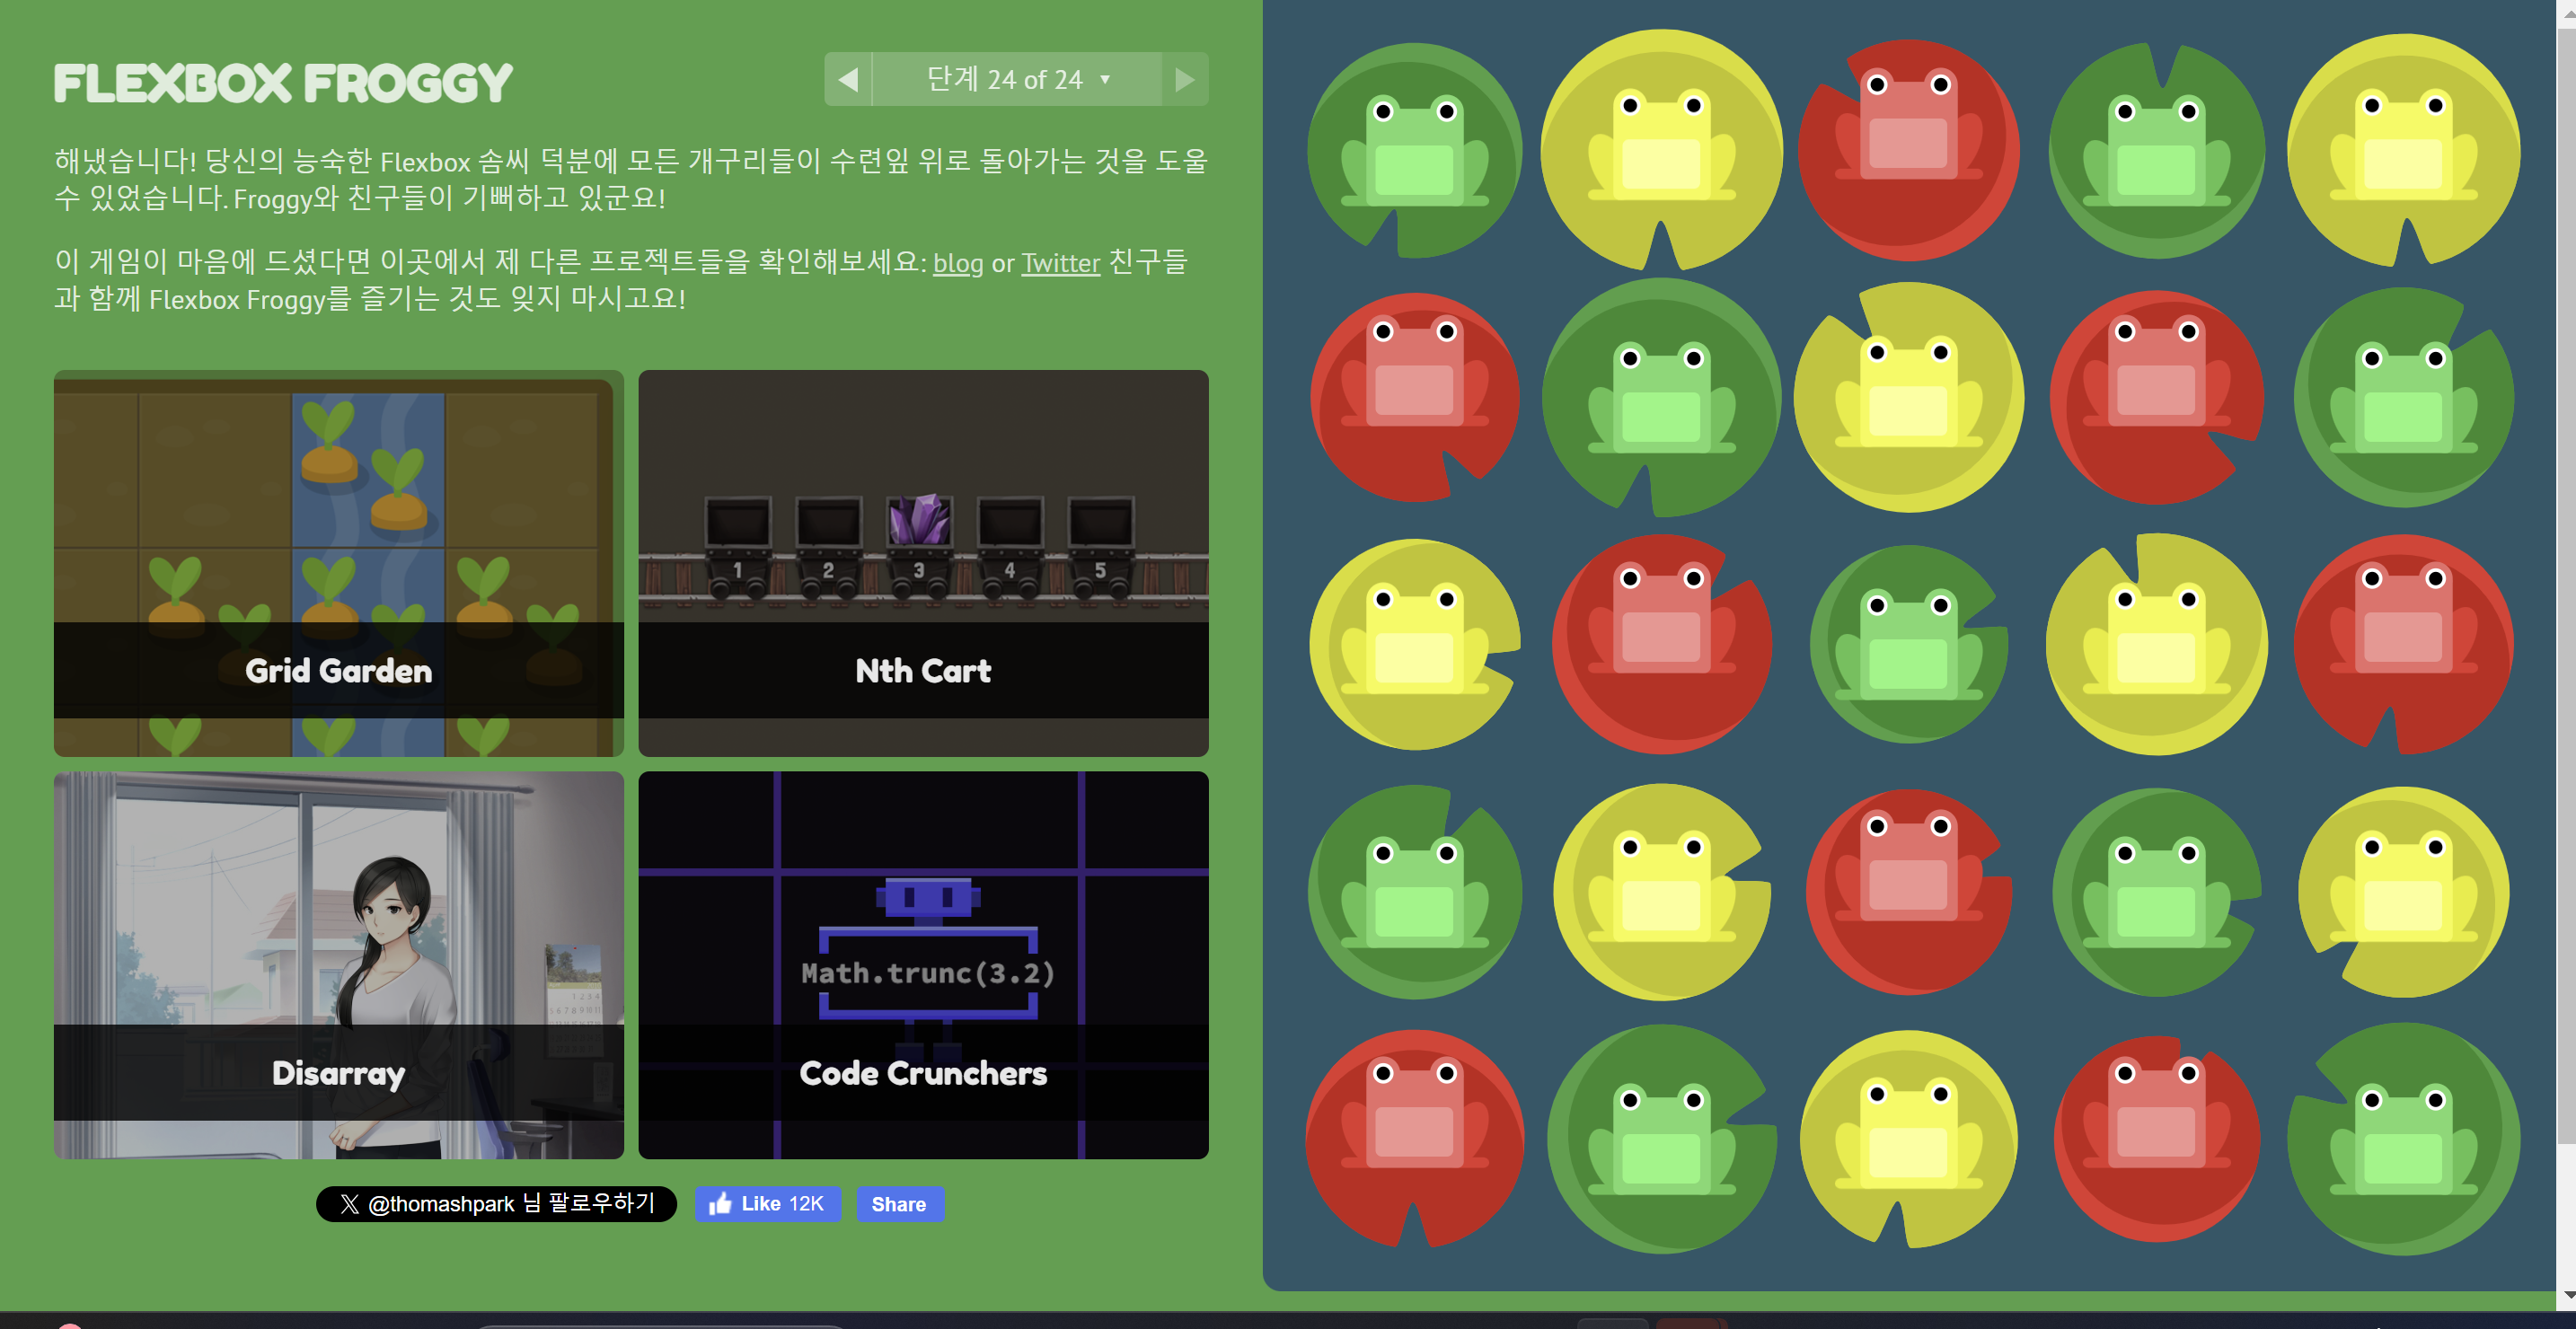 FLEXBOX FROGGY
단계 24 of 24
해냈습니다! 당신의 능숙한 Flexbox 솜씨 덕분에 모든 개구리들이 수련잎 위로 돌아가는 것을 도울
수 있었습니다. Froggy와 친구들이 기뻐하고 있군요!
이 게임이 마음에 드셨다면 이곳에서 제 다른 프로젝트들을 확인해보세요: blog or Twitter 친구들
과 함께 Flexbox Froggy를 즐기는 것도 잊지 마시고요!
Grid Garden
1 2 3 4 5
Nth Cart
Disarray
Math.trunc(3.2)
Code Crunchers
@thomashpark 님 팔로우하기
Like 12K
Share